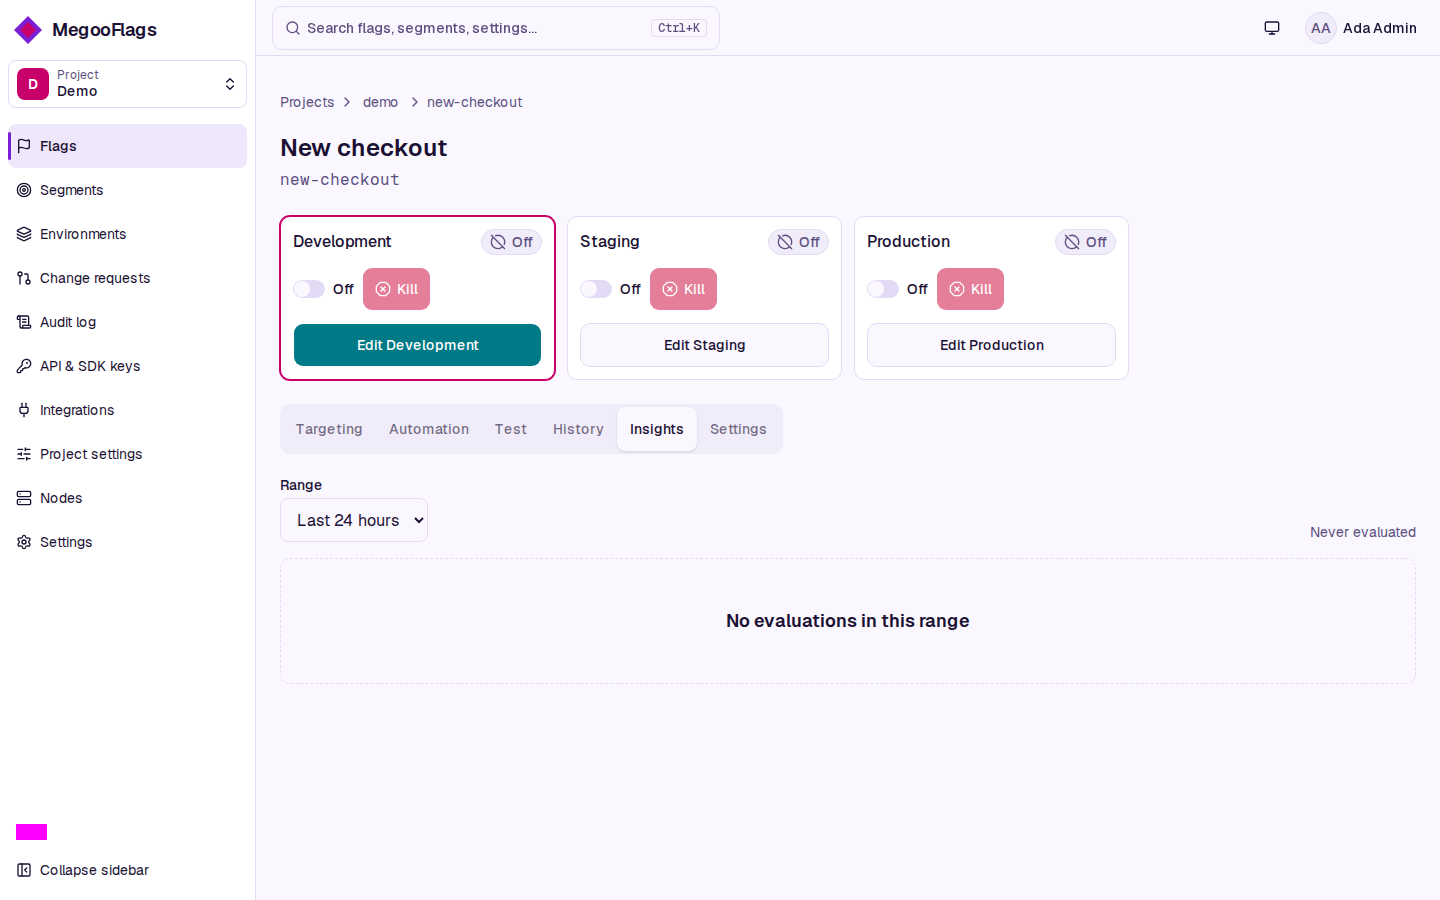 MegooFlags
Search flags, segments, settings...
Ctrl+K
AA
Ada Admin
D
Project
Demo
Flags
Segments
Environments
Change requests
Audit log
API & SDK keys
Integrations
Project settings
Nodes
Settings
Collapse sidebar
Projects
demo
new-checkout
New checkout
new-checkout
Development
Off
Off
Kill
Edit Development
Staging
Off
Off
Kill
Edit Staging
Production
Off
Off
Kill
Edit Production
Targeting
Automation
Test
History
Insights
Settings
Range
Last 24 hours
Never evaluated
No evaluations in this range